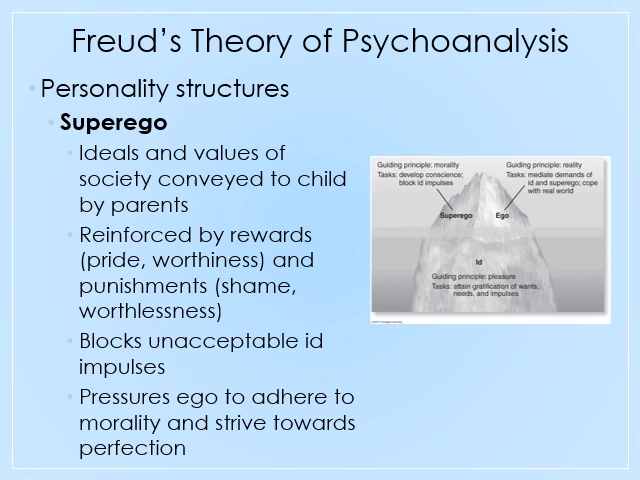 Freud’s Theory of Psychoanalysis
• Personality structures
• Superego
• Ideals and values of
society conveyed to child
by parents
• Reinforced by rewards
(pride, worthiness) and
punishments (shame,
worthlessness)
• Blocks unacceptable id
impulses
• Pressures ego to adhere to
morality and strive towards
perfection
Guiding principle: morality
Tasks: develop conscience;
block id impulses
Guiding principle: reality
Tasks: mediate demands of
id and superego; cope
with real world
Superego
Ego
Id
Guiding principle: pleasure
Tasks: attain gratification of wants,
needs, and impulses